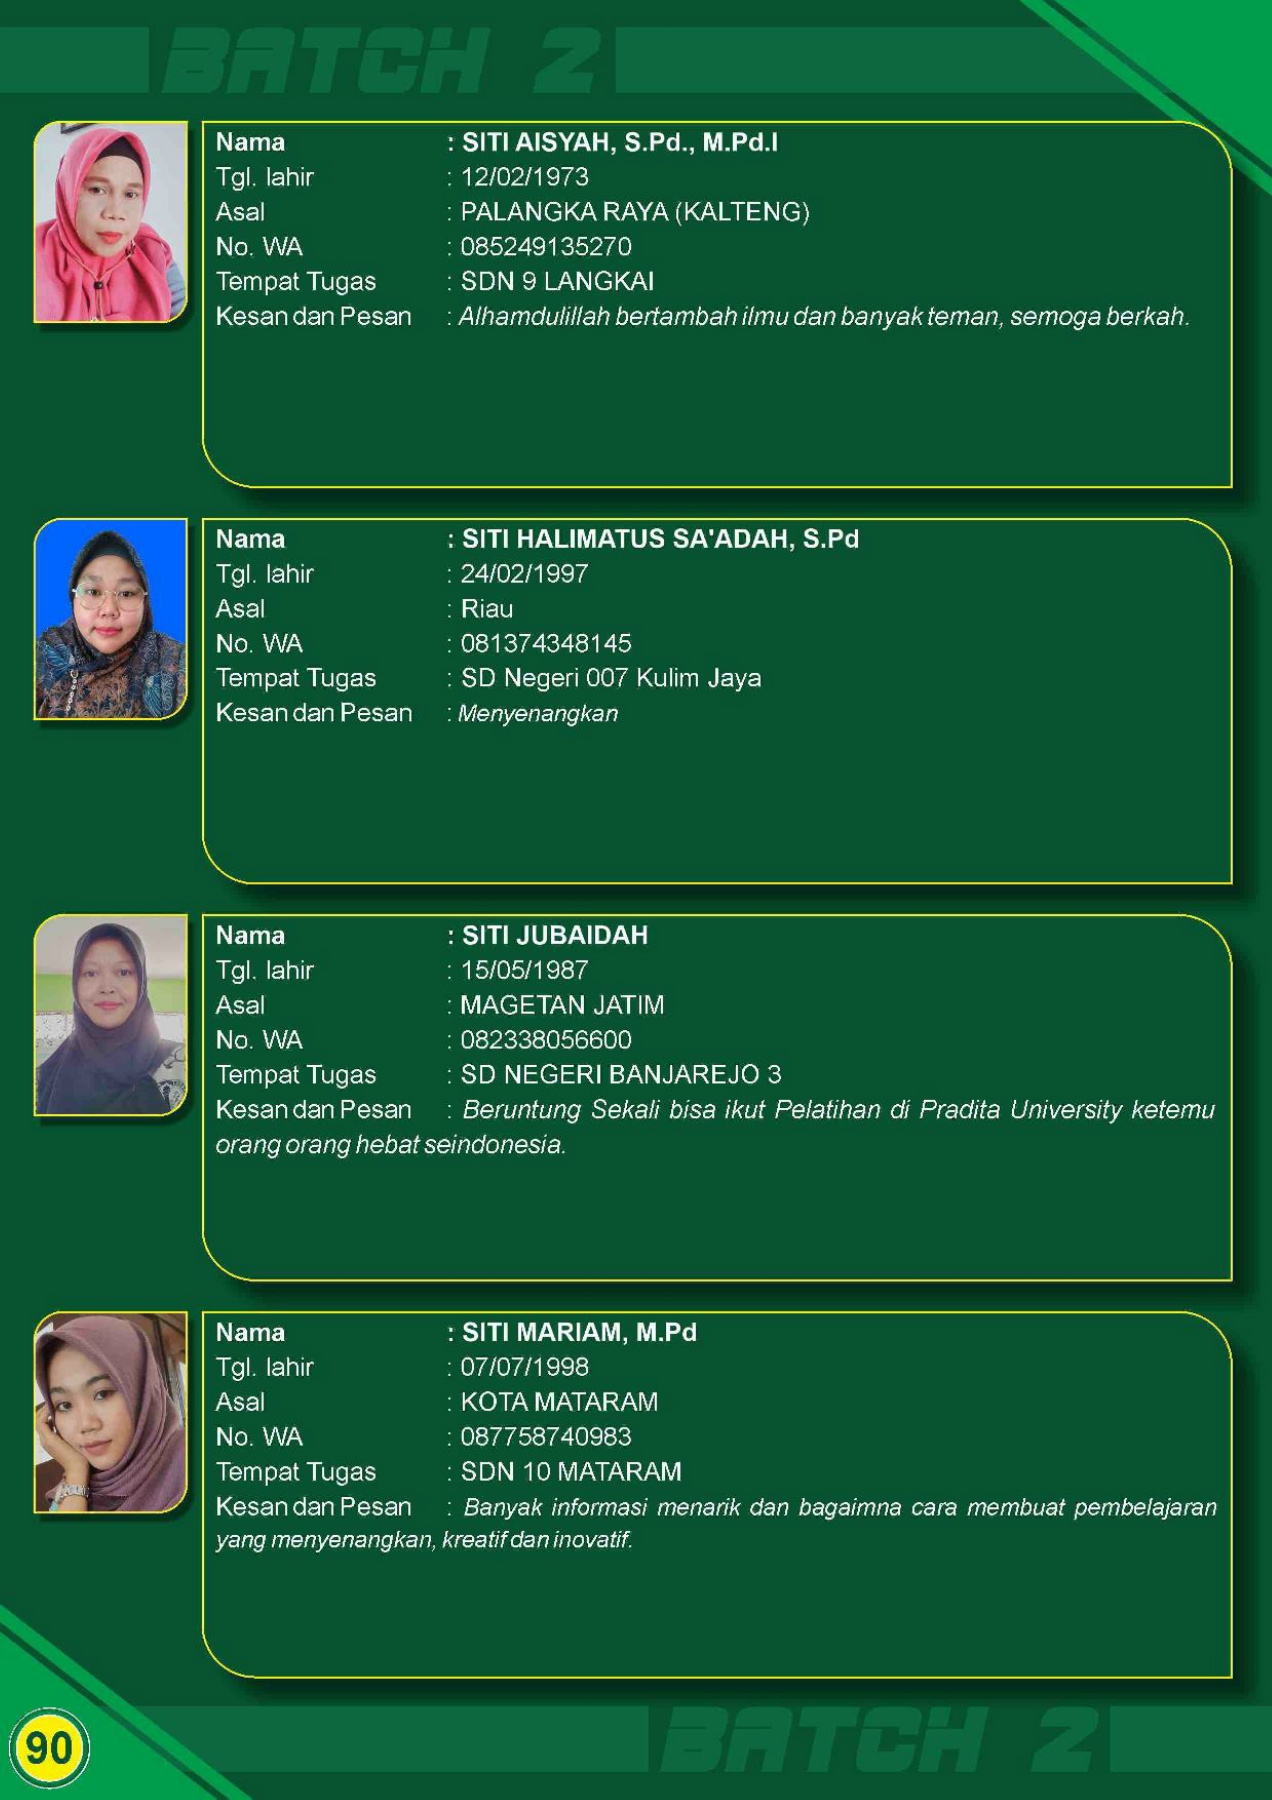 BATCH 2
Nama : SITI AISYAH, S.Pd., M.Pd.I
Tgl. lahir : 12/02/1973
Asal : PALANGKA RAYA (KALTENG)
No. WA : 085249135270
Tempat Tugas : SDN 9 LANGKAI
Kesan dan Pesan : Alhamdulillah bertambah ilmu dan banyak teman, semoga berkah.
Nama : SITI HALIMATUS SA'ADAH, S.Pd
Tgl. lahir : 24/02/1997
Asal : Riau
No. WA : 081374348145
Tempat Tugas : SD Negeri 007 Kulim Jaya
Kesan dan Pesan : Menyenangkan
Nama : SITI JUBAIDAH
Tgl. lahir : 15/05/1987
Asal : MAGETAN JATIM
No. WA : 082338056600
Tempat Tugas : SD NEGERI BANJAREJO 3
Kesan dan Pesan : Beruntung Sekali bisa ikut Pelatihan di Pradita University ketemu
orang orang hebat seindonesia.
Nama : SITI MARIAM, M.Pd
Tgl. lahir : 07/07/1998
Asal : KOTA MATARAM
No. WA : 087758740983
Tempat Tugas : SDN 10 MATARAM
Kesan dan Pesan : Banyak informasi menarik dan bagaimna cara membuat pembelajaran
yang menyenangkan, kreatif dan inovatif.
90
BATCH 2